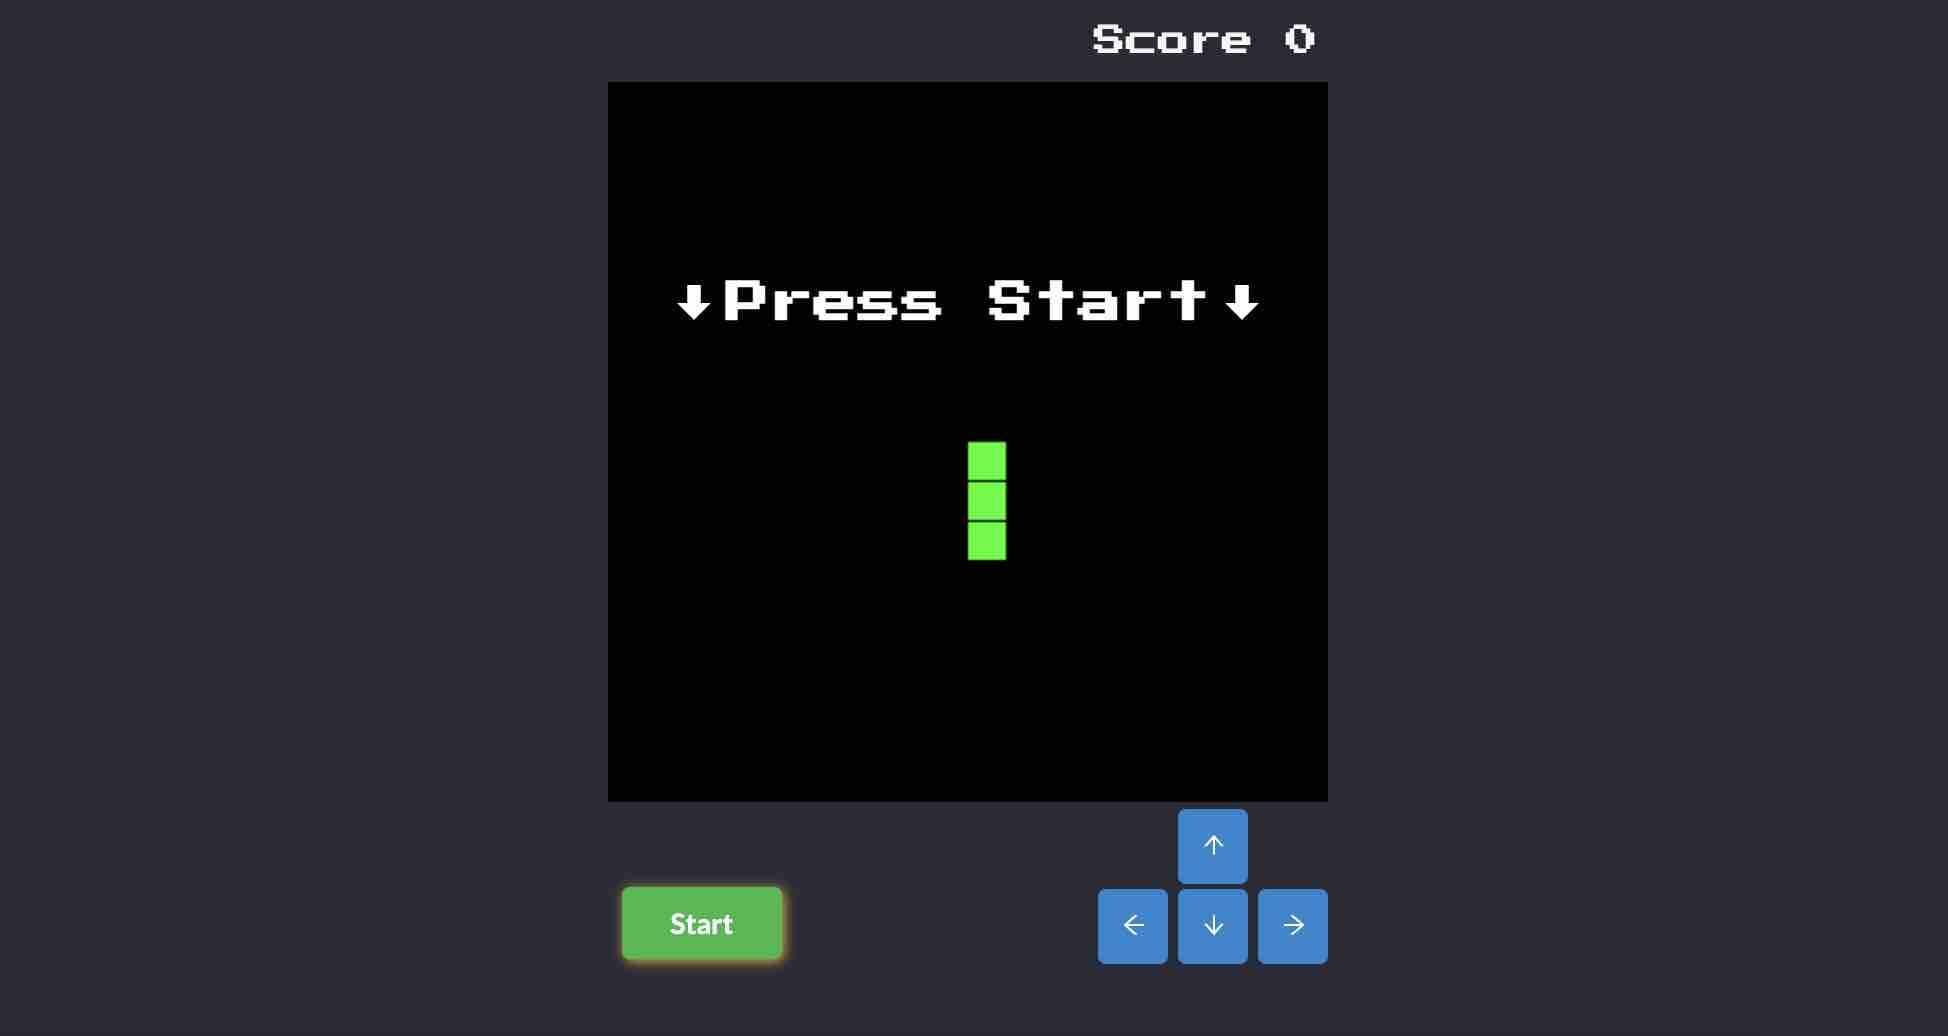 Score 0
↓Press Start↓
↑
Start
← ↓ →